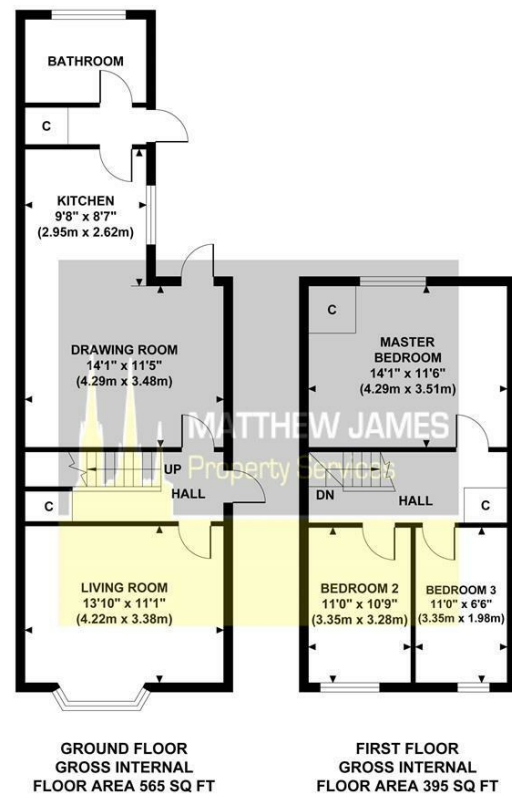 BATHROOM
C
KITCHEN
9'8" x 8'7"
(2.95m x 2.62m)
DRAWING ROOM
14'1" x 11'5"
(4.29m x 3.48m)
UP
HALL
C
LIVING ROOM
13'10" x 11'1"
(4.22m x 3.38m)
C
MASTER
BEDROOM
14'1" x 11'6"
(4.29m x 3.51m)
DN
HALL
C
BEDROOM 2
11'0" x 10'9"
(3.35m x 3.28m)
BEDROOM 3
11'0" x 6'6"
(3.35m x 1.98m)
MATTHEW JAMES
Property Services
GROUND FLOOR
GROSS INTERNAL
FLOOR AREA 565 SQ FT
FIRST FLOOR
GROSS INTERNAL
FLOOR AREA 395 SQ FT